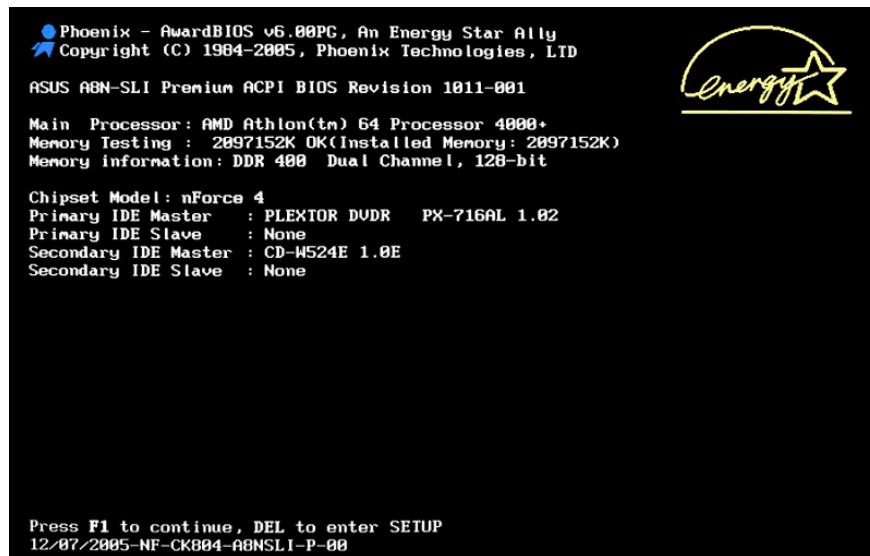 Phoenix - AwardBIOS v6.00PG, An Energy Star Ally
Copyright (C) 1984-2005, Phoenix Technologies, LTD
energy
ASUS A8N-SLI Premium ACPI BIOS Revision 1011-001
Main  Processor: AMD Athlon(tm) 64 Processor 4000+
Memory Testing :  2097152K OK(Installed Memory: 2097152K)
Memory information: DDR 400  Dual Channel, 128-bit
Chipset Model: nForce 4
Primary IDE Master   : PLEXTOR DVDR   PX-716AL 1.02
Primary IDE Slave    : None
Secondary IDE Master : CD-W524E 1.0E
Secondary IDE Slave  : None
Press F1 to continue, DEL to enter SETUP
12/07/2005-NF-CK804-A8NSLI-P-00